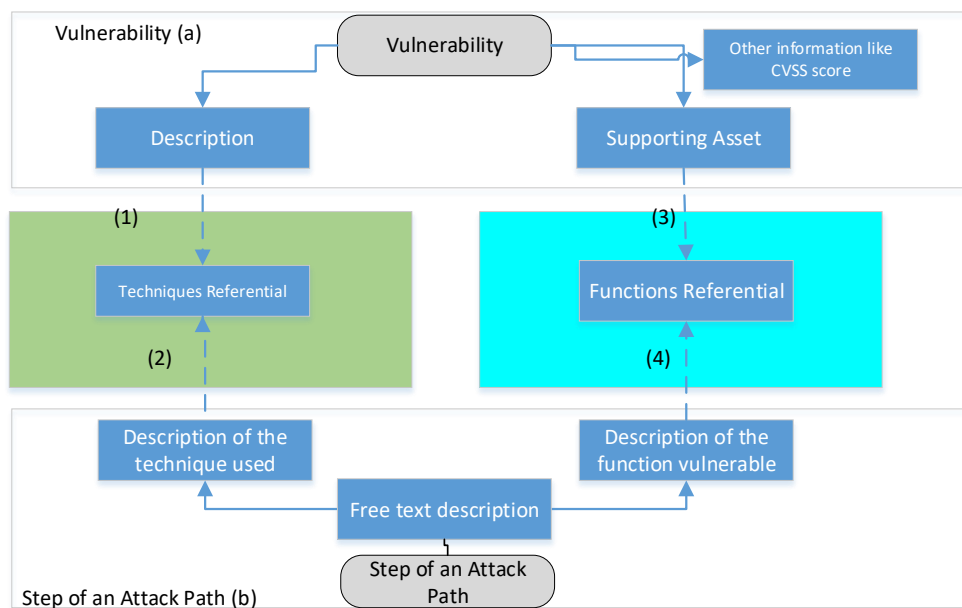 Vulnerability (a)
Vulnerability
Other information like
CVSS score
Description
Supporting Asset
(1)
(3)
Techniques Referential
Functions Referential
(2)
(4)
Description of the
technique used
Description of the
function vulnerable
Free text description
Step of an Attack
Path
Step of an Attack Path (b)